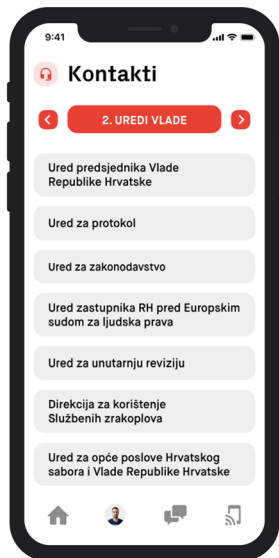 9:41
Kontakti
2. UREDI VLADE
Ured predsjednika Vlade
Republike Hrvatske
Ured za protokol
Ured za zakonodavstvo
Ured zastupnika RH pred Europskim
sudom za ljudska prava
Ured za unutarnju reviziju
Direkcija za korištenje
Službenih zrakoplova
Ured za opće poslove Hrvatskog
sabora i Vlade Republike Hrvatske